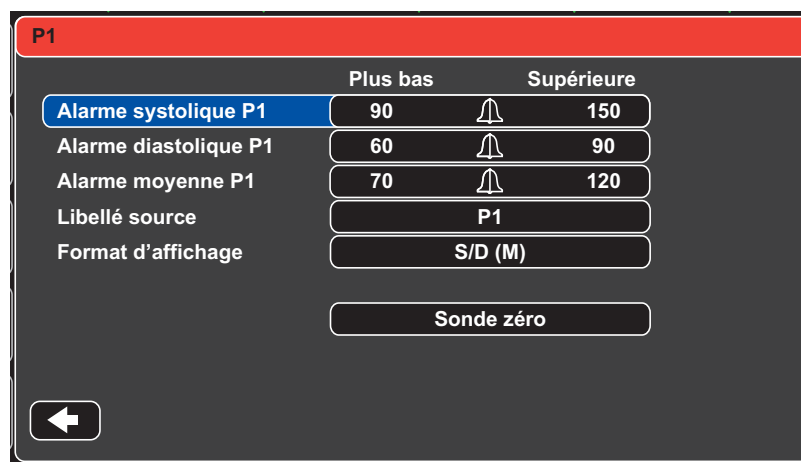 P1
Plus bas Supérieure
Alarme systolique P1 90 150
Alarme diastolique P1 60 90
Alarme moyenne P1 70 120
Libellé source P1
Format d’affichage S/D (M)
Sonde zéro